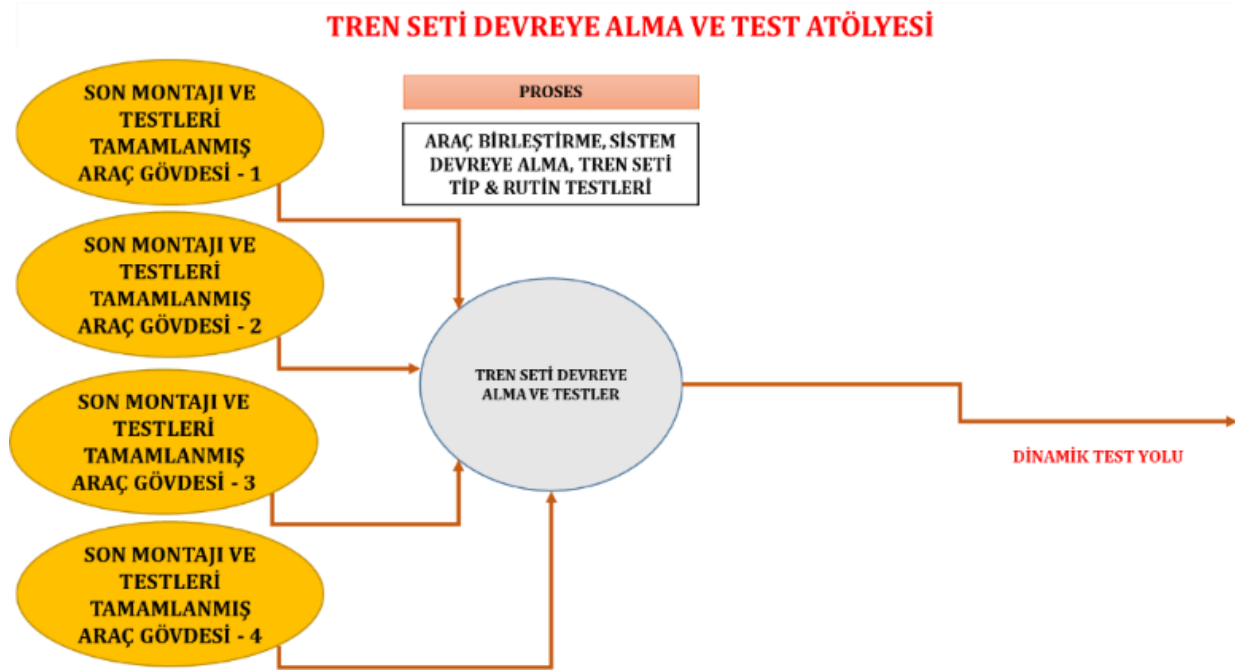 TREN SETİ DEVREYE ALMA VE TEST ATÖLYESİ
SON MONTAJI VE
TESTLERİ
TAMAMLANMIŞ
ARAÇ GÖVDESİ - 1
PROSES
ARAÇ BİRLEŞTİRME, SİSTEM
DEVREYE ALMA, TREN SETİ
TİP & RUTİN TESTLERİ
SON MONTAJI VE
TESTLERİ
TAMAMLANMIŞ
ARAÇ GÖVDESİ - 2
TREN SETİ DEVREYE
ALMA VE TESTLER
SON MONTAJI VE
TESTLERİ
TAMAMLANMIŞ
ARAÇ GÖVDESİ - 3
DİNAMİK TEST YOLU
SON MONTAJI VE
TESTLERİ
TAMAMLANMIŞ
ARAÇ GÖVDESİ - 4